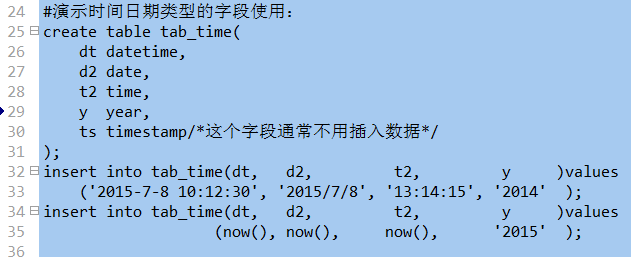 24 #演示时间日期类型的字段使用：
25 create table tab_time(
26 dt datetime,
27 d2 date,
28 t2 time,
29 y year,
30 ts timestamp/*这个字段通常不用插入数据*/
31 );
32 insert into tab_time(dt, d2, t2, y )values
33 ('2015-7-8 10:12:30', '2015/7/8', '13:14:15', '2014' );
34 insert into tab_time(dt, d2, t2, y )values
35 (now(), now(), now(), '2015' );
36